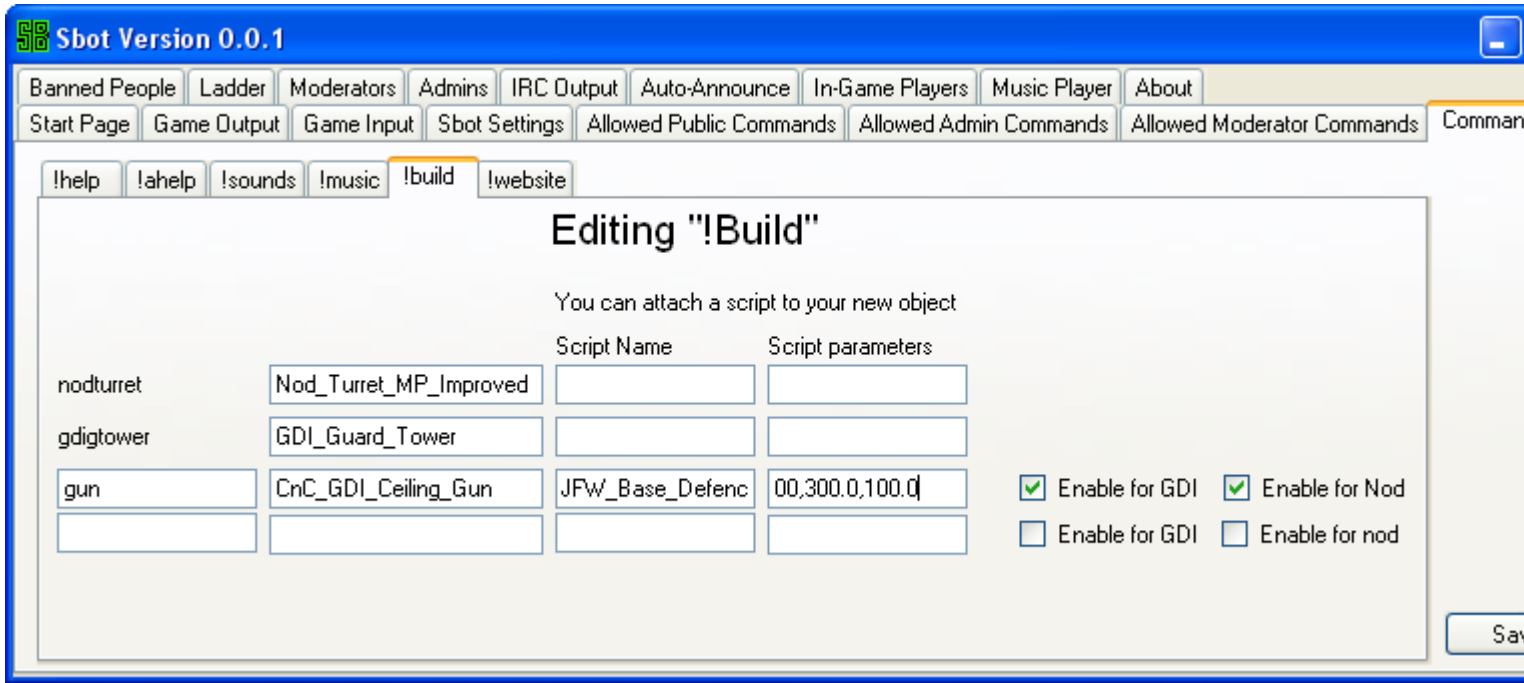 SB Sbot Version 0.0.1
Banned People Ladder Moderators Admins IRC Output Auto-Announce In-Game Players Music Player About
Start Page Game Output Game Input Sbot Settings Allowed Public Commands Allowed Admin Commands Allowed Moderator Commands Comman
!help !ahelp !sounds !music !build !website
Editing "!Build"
You can attach a script to your new object
Script Name Script parameters
nodturret Nod_Turret_MP_Improved
gdigtower GDI_Guard_Tower
gun CnC_GDI_Ceiling_Gun JFW_Base_Defenc 00,300.0,100.0 Enable for GDI Enable for Nod
Enable for GDI Enable for nod
Sav